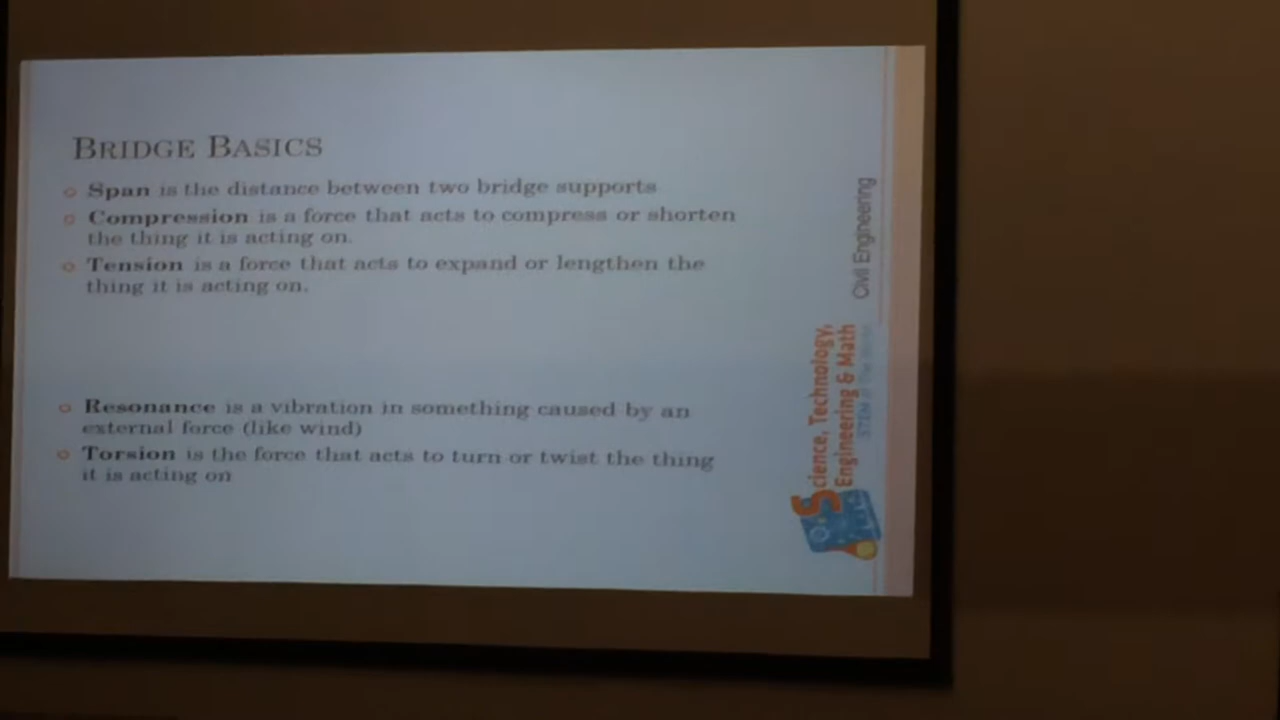 BRIDGE BASICS
Span is the distance between two bridge supports
Compression is a force that acts to compress or shorten
the thing it is acting on.
Tension is a force that acts to expand or lengthen the
thing it is acting on.
Resonance is a vibration in something caused by an
external force (like wind)
Torsion is the force that acts to turn or twist the thing
it is acting on
Civil Engineering
Science, Technology,
Engineering & Math